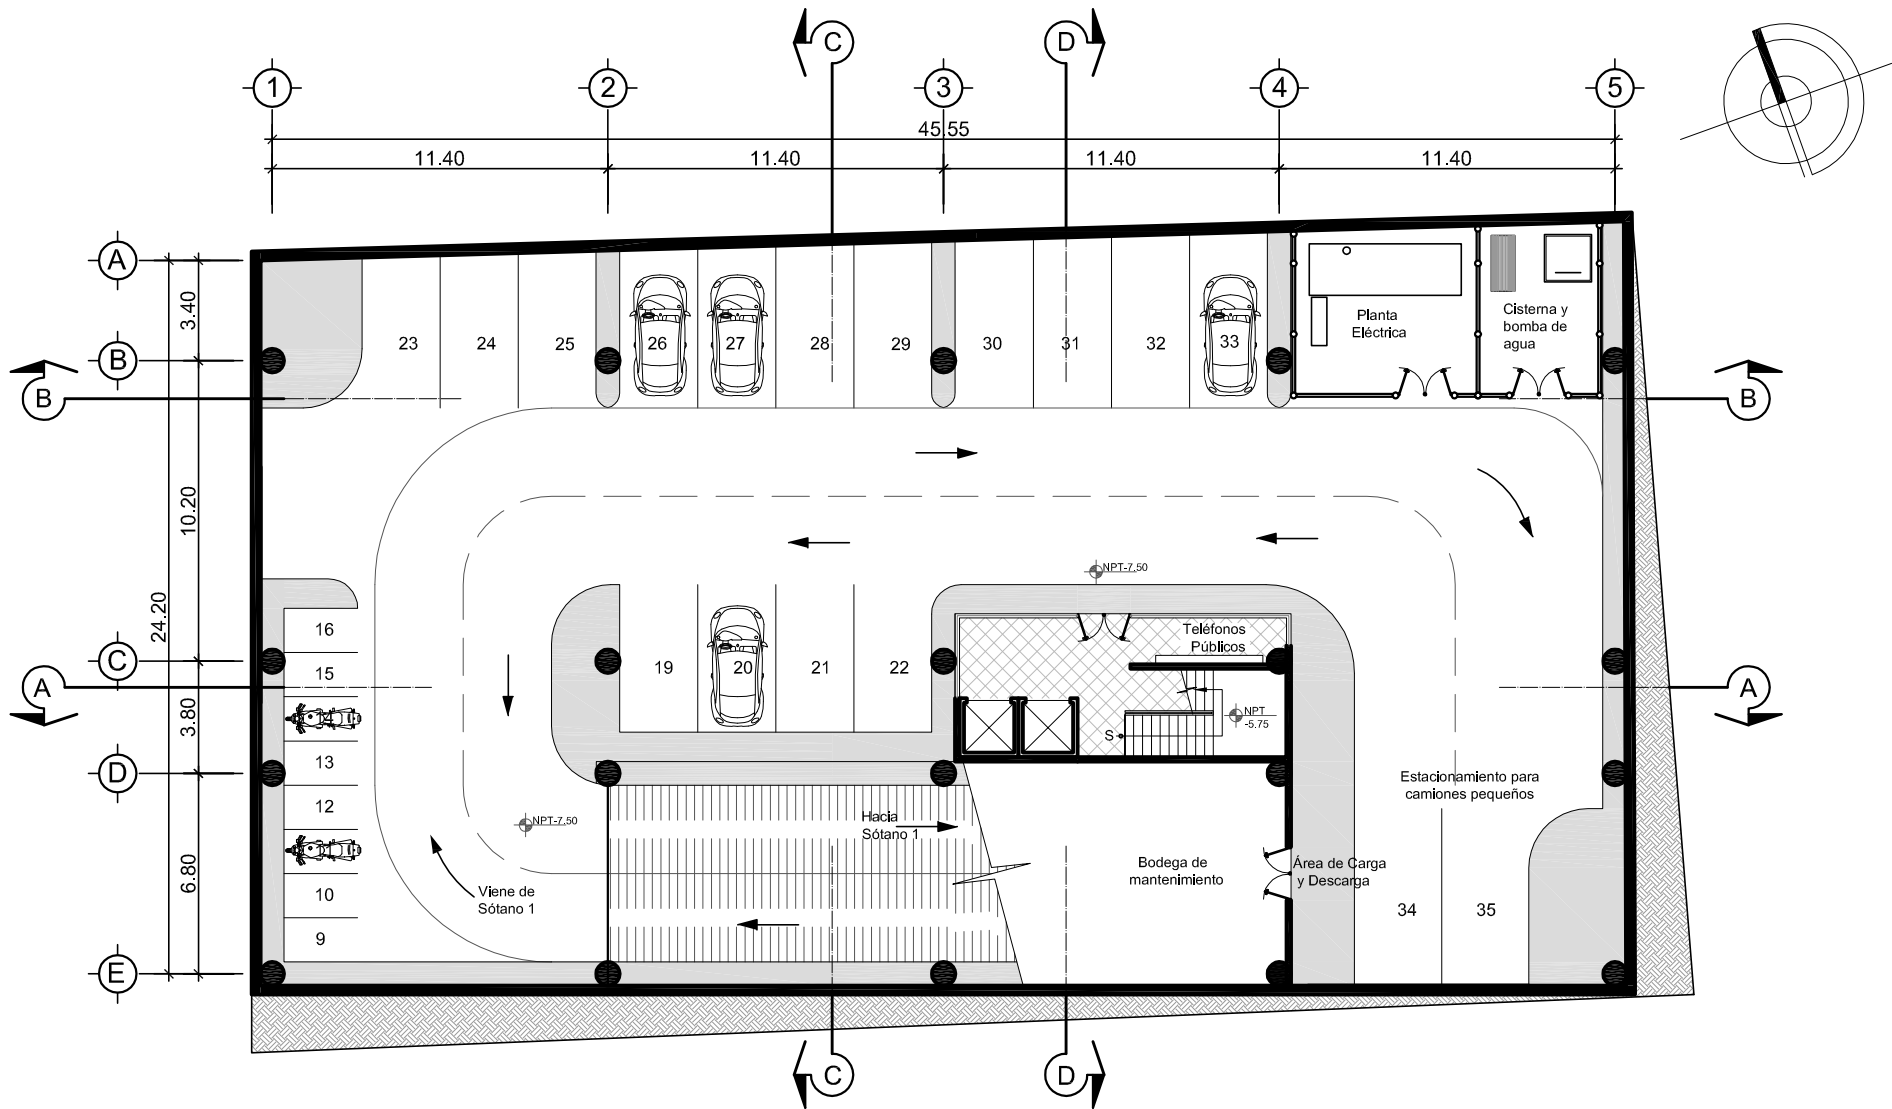 C
D
1
2
3
4
5
45.55
11.40
11.40
11.40
11.40
A
3.40
B
B
B
23
24
25
26
27
28
29
30
31
32
33
Planta
Eléctrica
Cisterna y
bomba de
agua
10.20
24.20
NPT-7.50
16
15
13
12
10
9
C
A
A
19
20
21
22
Teléfonos
Públicos
NPT
-5.75
S
3.80
D
6.80
NPT-7.50
Hacia
Sótano 1
Viene de
Sótano 1
Bodega de
mantenimiento
Área de Carga
y Descarga
Estacionamiento para
camiones pequeños
34
35
E
C
D